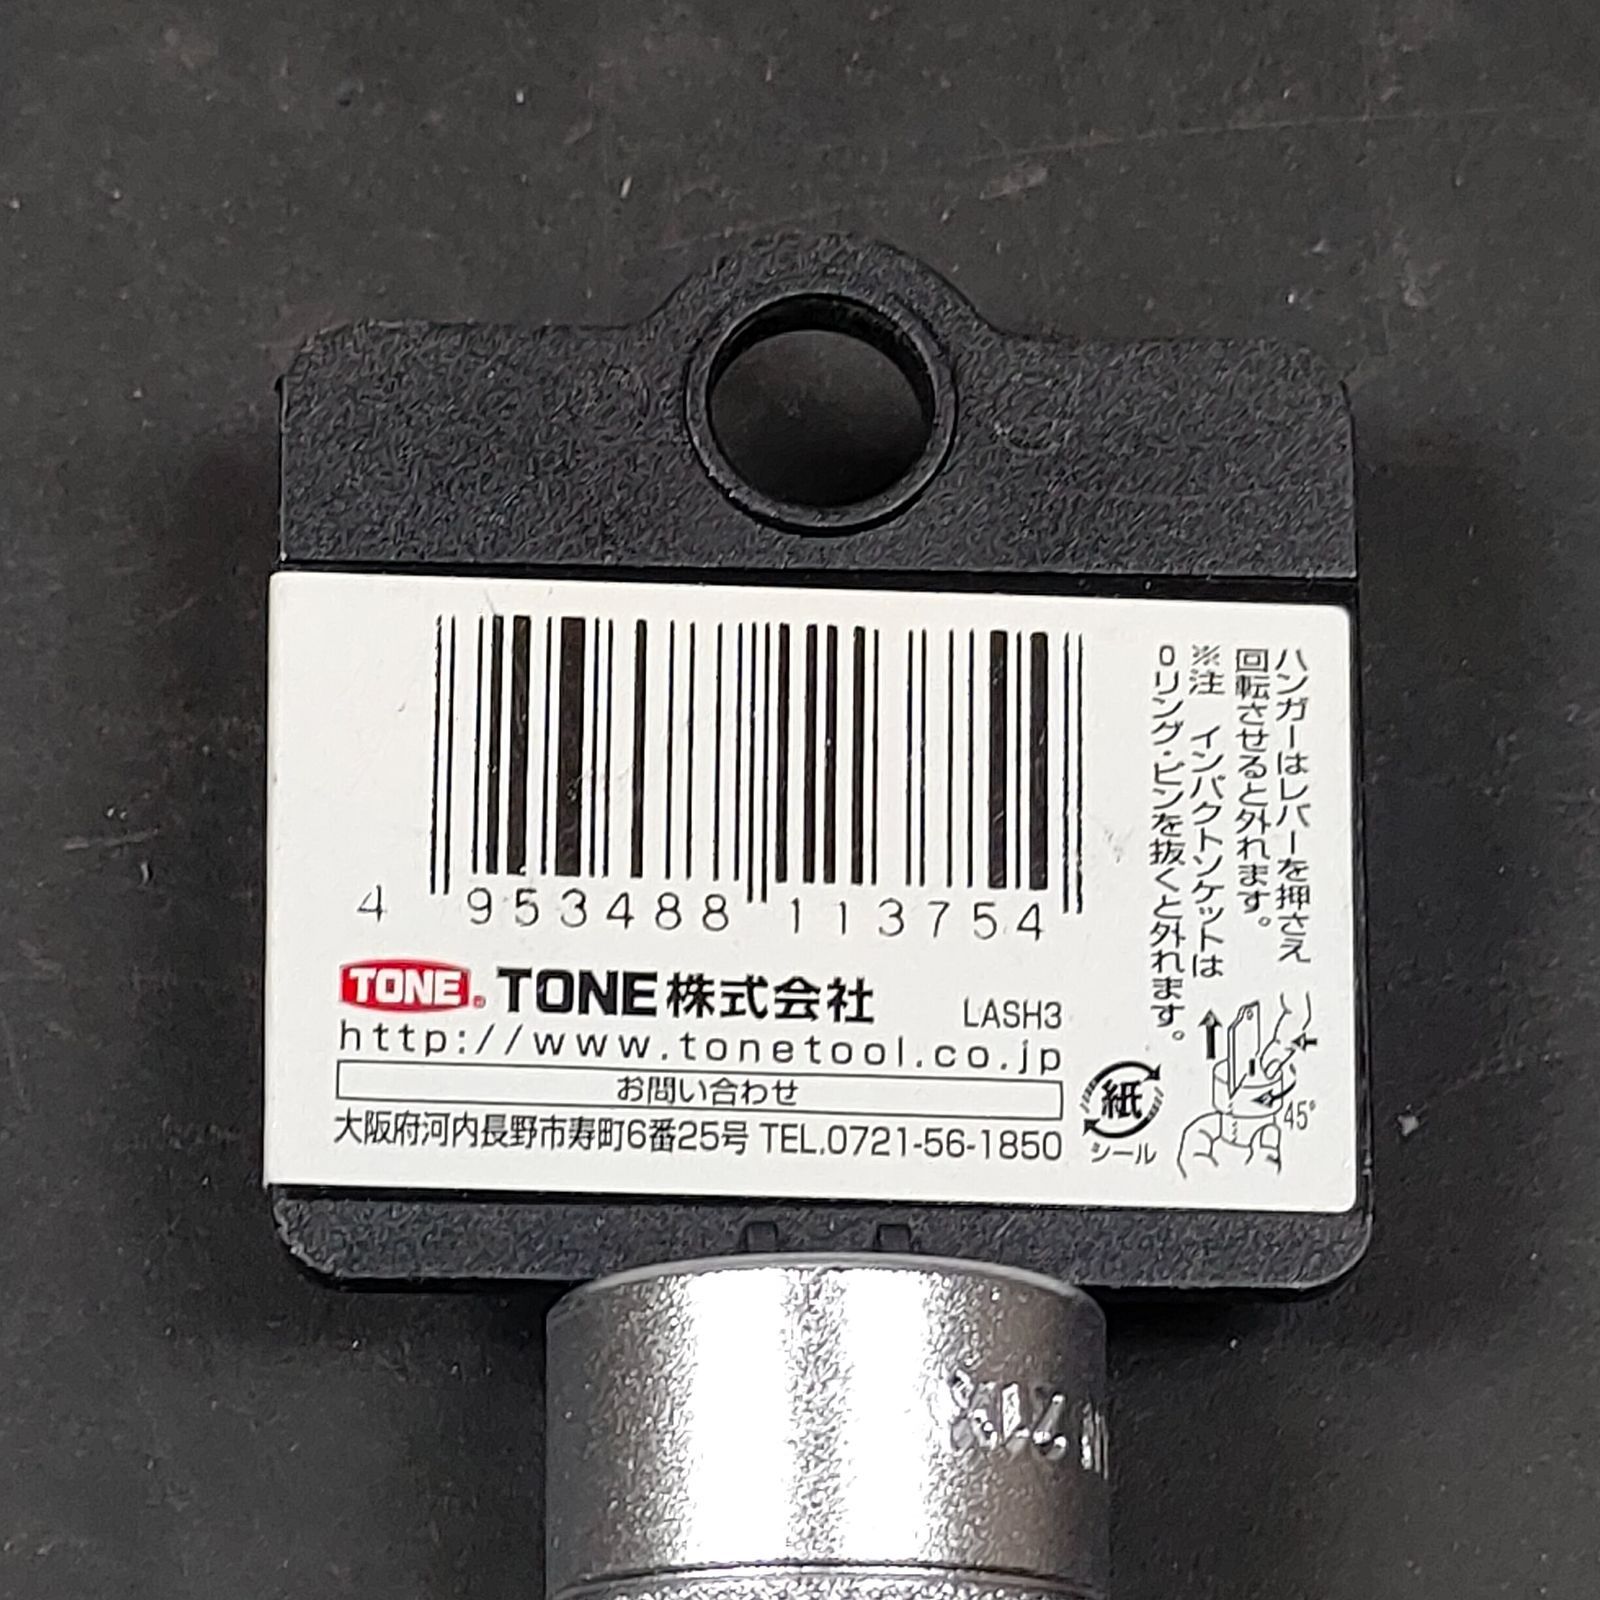 ハンガーはレバーを押さえ
回転させると外れます。
※注 インパクトソケットは
Oリング・ピンを抜くと外れます。
4 953488 113754
TONE® TONE株式会社 LASH3
http://www.tonetool.co.jp
お問い合わせ
大阪府河内長野市寿町6番25号 TEL.0721-56-1850
紙
シール
45°